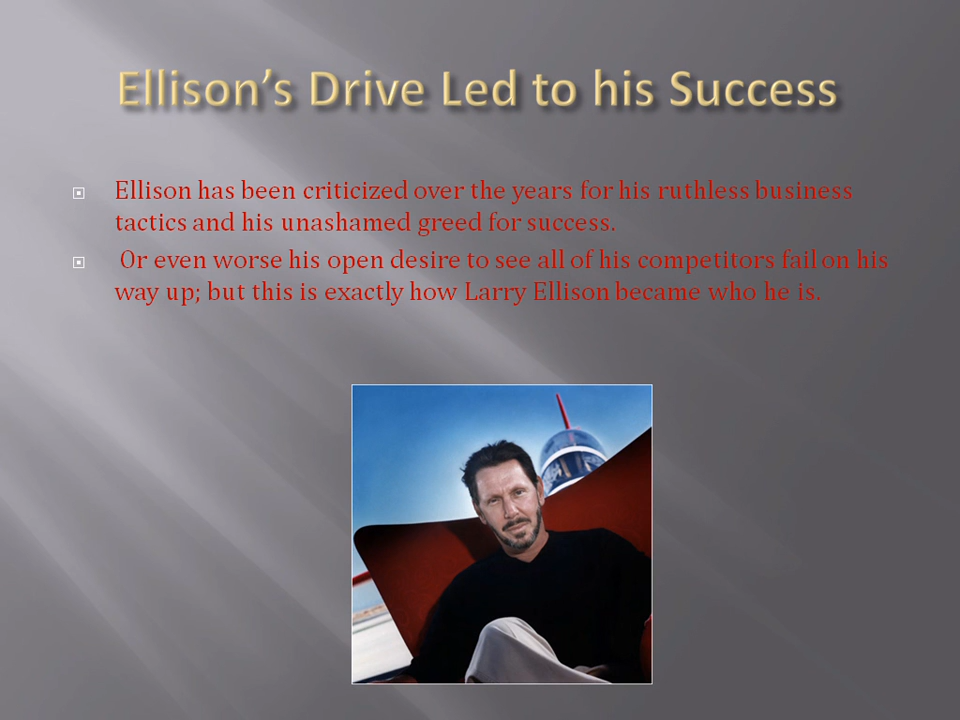 Ellison’s Drive Led to his Success
Ellison has been criticized over the years for his ruthless business
tactics and his unashamed greed for success.
Or even worse his open desire to see all of his competitors fail on his
way up; but this is exactly how Larry Ellison became who he is.